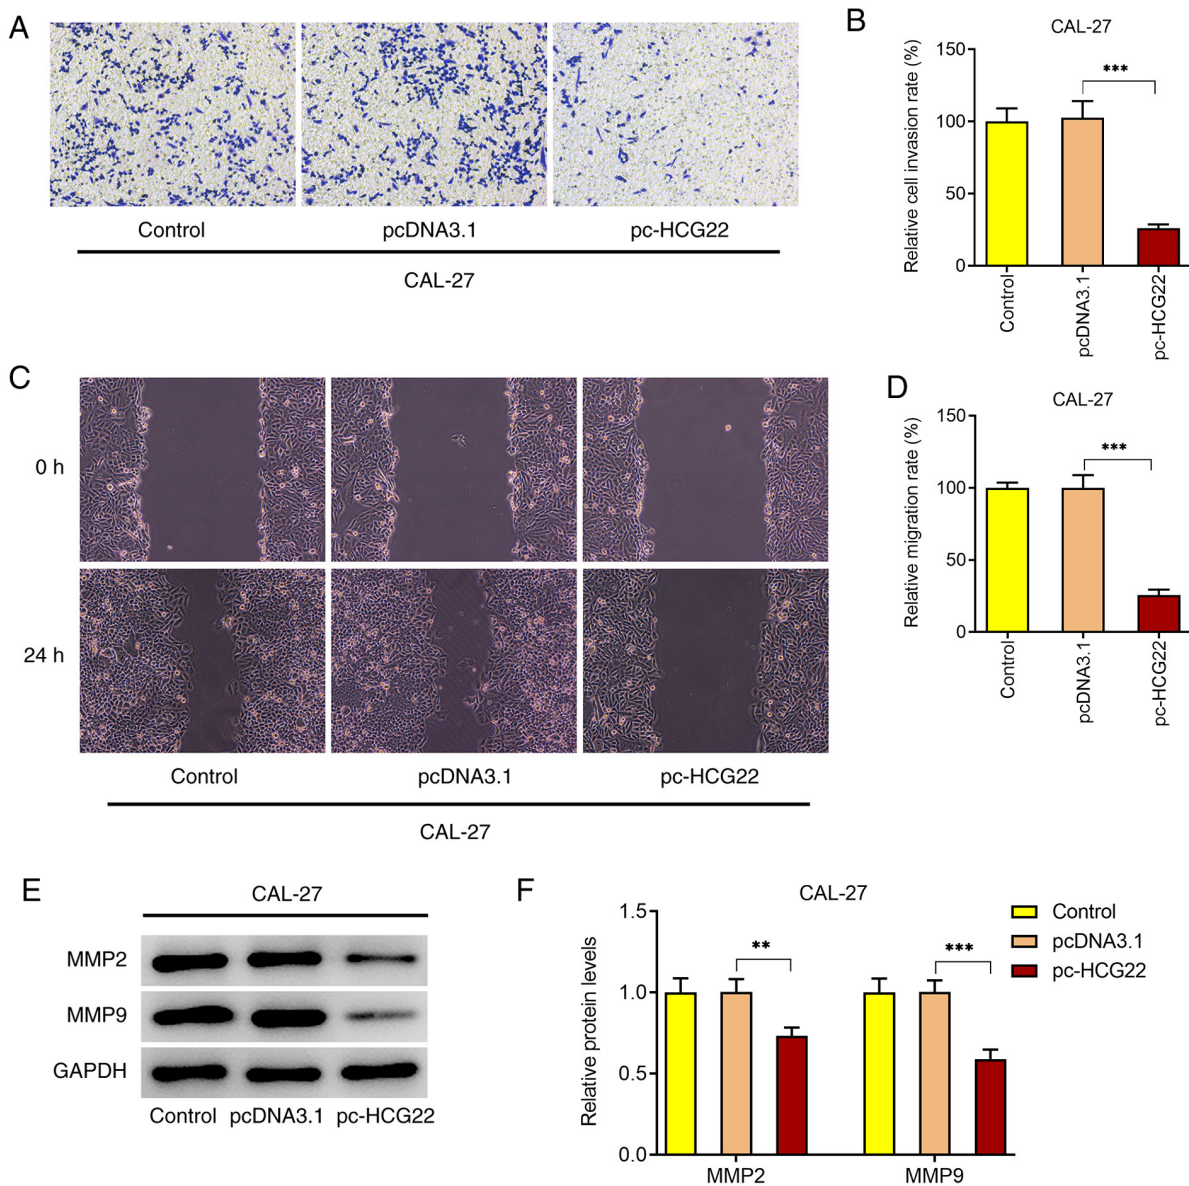 A
Control
pcDNA3.1
pc-HCG22
CAL-27
B
CAL-27
Relative cell invasion rate (%)
150
100
50
0
***
Control
pcDNA3.1
pc-HCG22
C
0 h
24 h
Control
pcDNA3.1
pc-HCG22
CAL-27
D
CAL-27
Relative migration rate (%)
150
100
50
0
***
Control
pcDNA3.1
pc-HCG22
E
CAL-27
MMP2
MMP9
GAPDH
Control pcDNA3.1 pc-HCG22
F
CAL-27
Relative protein levels
1.5
1.0
0.5
0.0
**
***
MMP2
MMP9
Control
pcDNA3.1
pc-HCG22